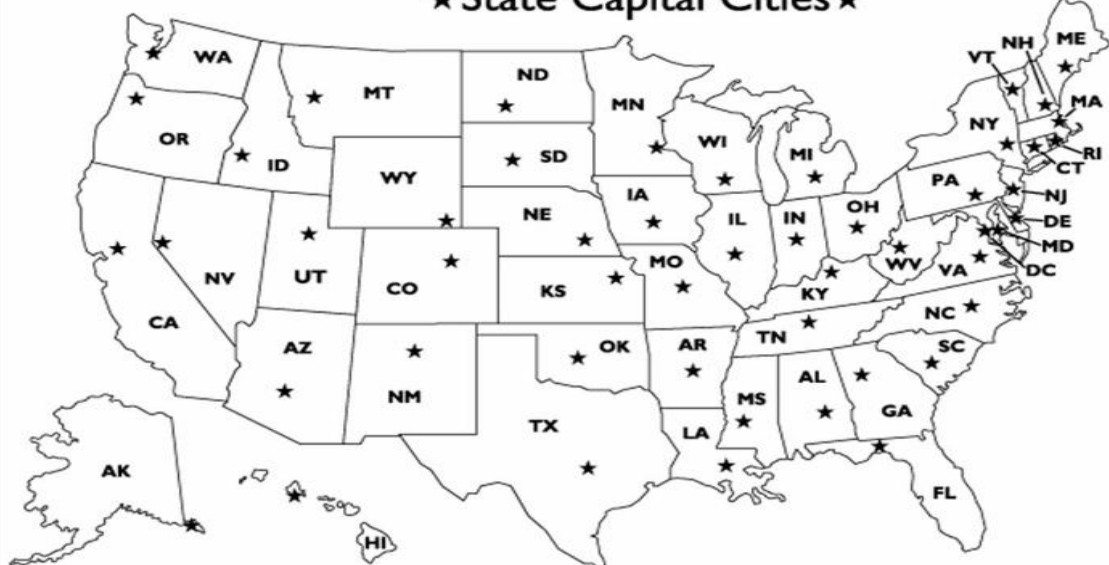 ★ State Capital Cities ★
WA
MT
ND
MN
OR
ID
WY
SD
WI
MI
NY
VT
NH
ME
MA
RI
CT
NJ
DE
MD
DC
PA
NE
IA
IL
IN
OH
WV
VA
NV
UT
CO
KS
MO
KY
CA
AZ
NM
OK
AR
TN
NC
SC
TX
LA
MS
AL
GA
FL
AK
HI